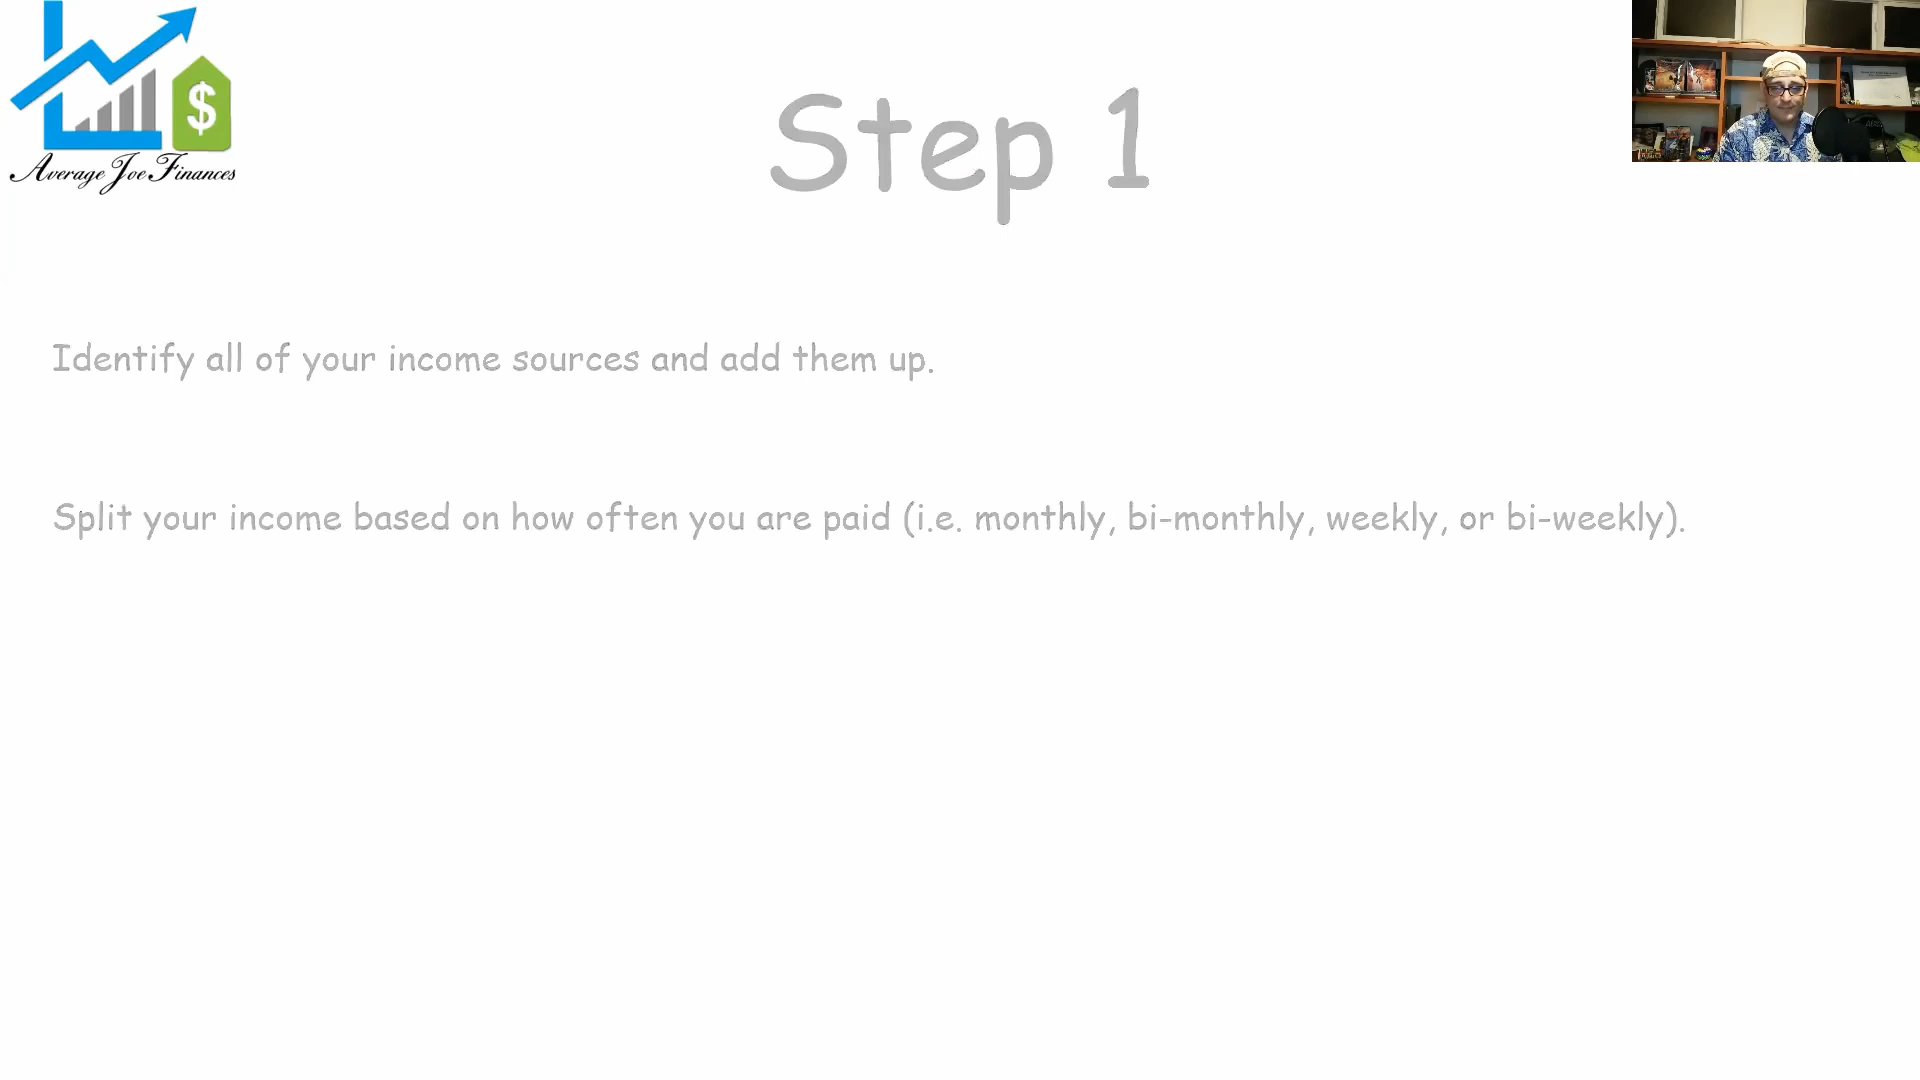 $
Average Joe Finances
Step 1
Identify all of your income sources and add them up.
Split your income based on how often you are paid (i.e. monthly, bi-monthly, weekly, or bi-weekly).